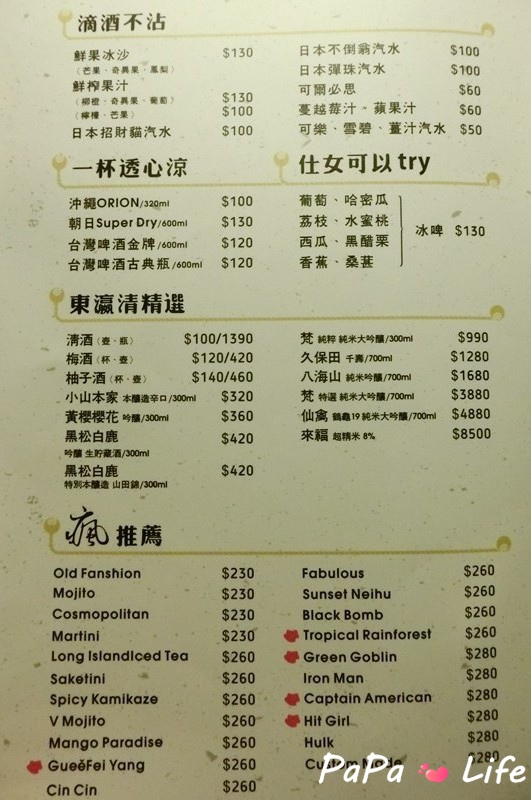 滴酒不沾
鮮果冰沙 $130
（芒果、奇異果、鳳梨）
鮮榨果汁
（柳橙、奇異果、葡萄） $130
（檸檬、芒果） $100
日本招財貓汽水 $100
日本不倒翁汽水 $100
日本彈珠汽水 $100
可爾必思 $60
蔓越莓汁、蘋果汁 $60
可樂、雪碧、薑汁汽水 $50
一杯透心涼
沖繩ORION/320ml $100
朝日Super Dry/600ml $130
台灣啤酒金牌/600ml $120
台灣啤酒古典瓶/600ml $120
仕女可以try
葡萄、哈密瓜
荔枝、水蜜桃
西瓜、黑醋栗
香蕉、桑葚
冰啤 $130
東瀛清精選
清酒（壺、瓶） $100/1390
梅酒（杯、壺） $120/420
柚子酒（杯、壺） $140/460
小山本家 本釀造辛口/300ml $320
黃櫻櫻花 吟釀/300ml $360
黑松白鹿 $420
吟釀 生貯藏酒/300ml
黑松白鹿 $420
特別本釀造 山田錦/300ml
梵 純粹 純米大吟釀/300ml $990
久保田 千壽/700ml $1280
八海山 純米吟釀/700ml $1680
梵 特選 純米大吟釀/700ml $3880
仙禽 鶴龜19 純米大吟釀/700ml $4880
來福 超精米 8% $8500
瘋推薦
Old Fanshion $230
Mojito $230
Cosmopolitan $230
Martini $230
Long IslandIced Tea $260
Saketini $260
Spicy Kamikaze $260
V Mojito $260
Mango Paradise $260
GueěFei Yang $260
Cin Cin $260
Fabulous $260
Sunset Neihu $260
Black Bomb $260
Tropical Rainforest $260
Green Goblin $280
Iron Man $280
Captain American $280
Hit Girl $280
Hulk $280
Custom Made $280
PaPa Life